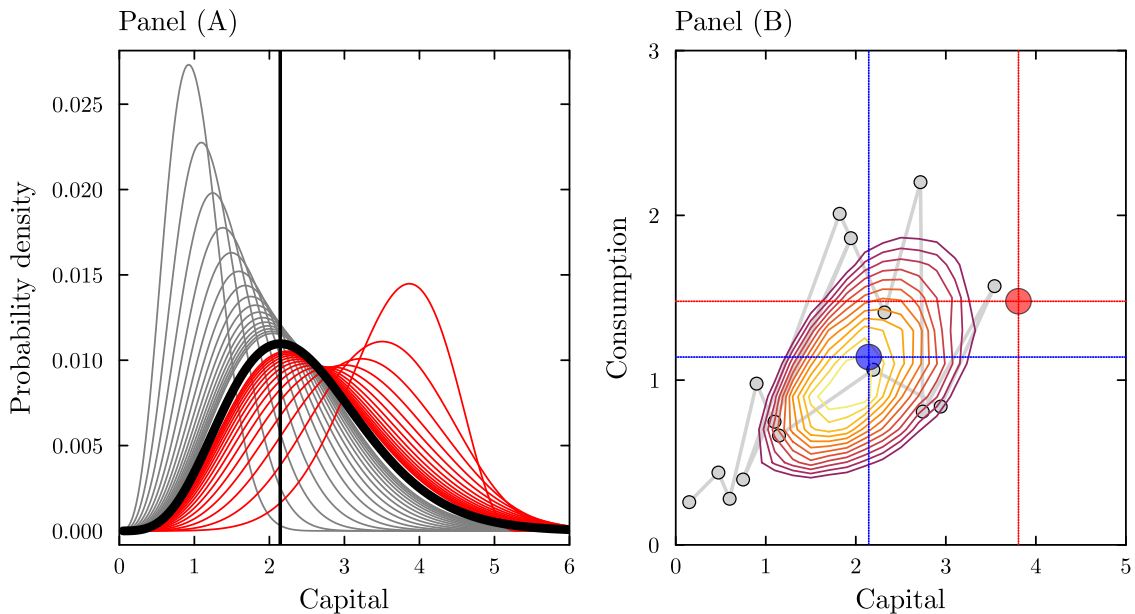 Panel (A)
Probability density
0.025
0.020
0.015
0.010
0.005
0.000
0 1 2 3 4 5 6
Capital
Panel (B)
Consumption
3
2
1
0
0 1 2 3 4 5
Capital